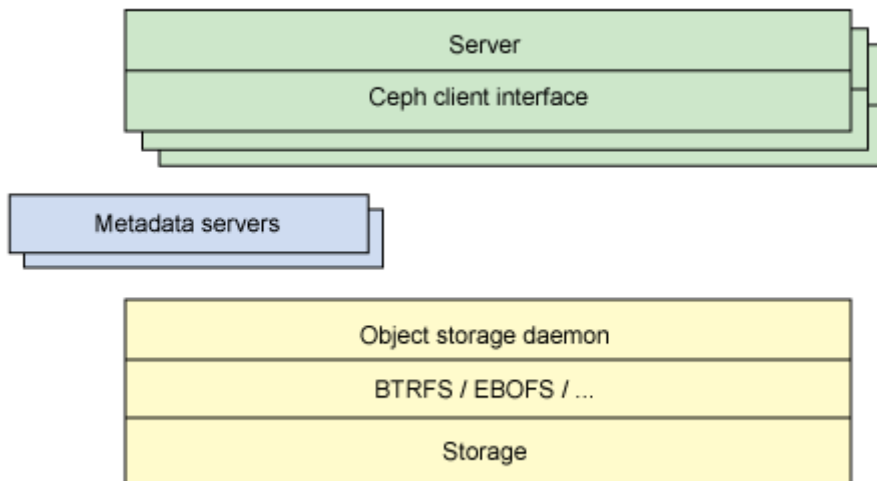 Server
Ceph client interface
Metadata servers
Object storage daemon
BTRFS / EBOFS / ...
Storage